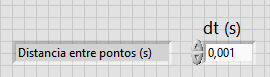 dt (s)
Distancia entre pontos (s)
0,001